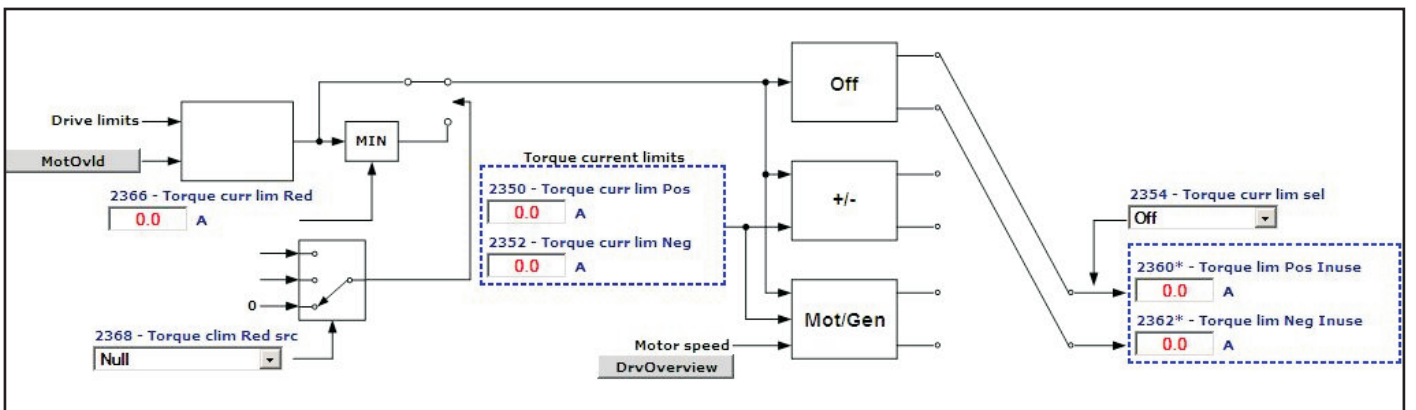 Off
Drive limits
MotOvld
MIN
2366 - Torque curr lim Red
0.0 A
0
2368 - Torque clim Red src
Null
Torque current limits
2350 - Torque curr lim Pos
0.0 A
2352 - Torque curr lim Neg
0.0 A
+/-
Mot/Gen
Motor speed
DrvOverview
2354 - Torque curr lim sel
Off
2360* - Torque lim Pos Inuse
0.0 A
2362* - Torque lim Neg Inuse
0.0 A